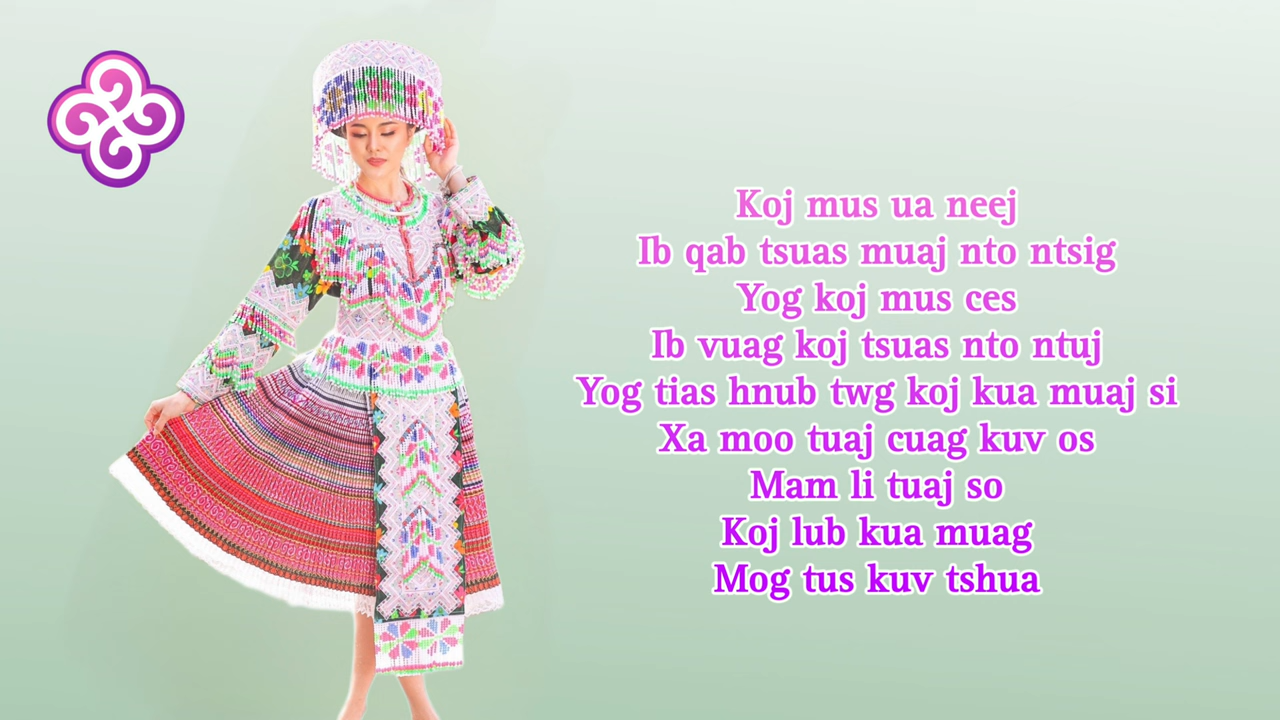 Koj mus ua neej
Ib qab tsuas muaj nto ntsig
Yog koj mus ces
Ib vuag koj tsuas nto ntuj
Yog tias hnub twg koj kua muaj si
Xa moo tuaj cuag kuv os
Mam li tuaj so
Koj lub kua muag
Mog tus kuv tshua